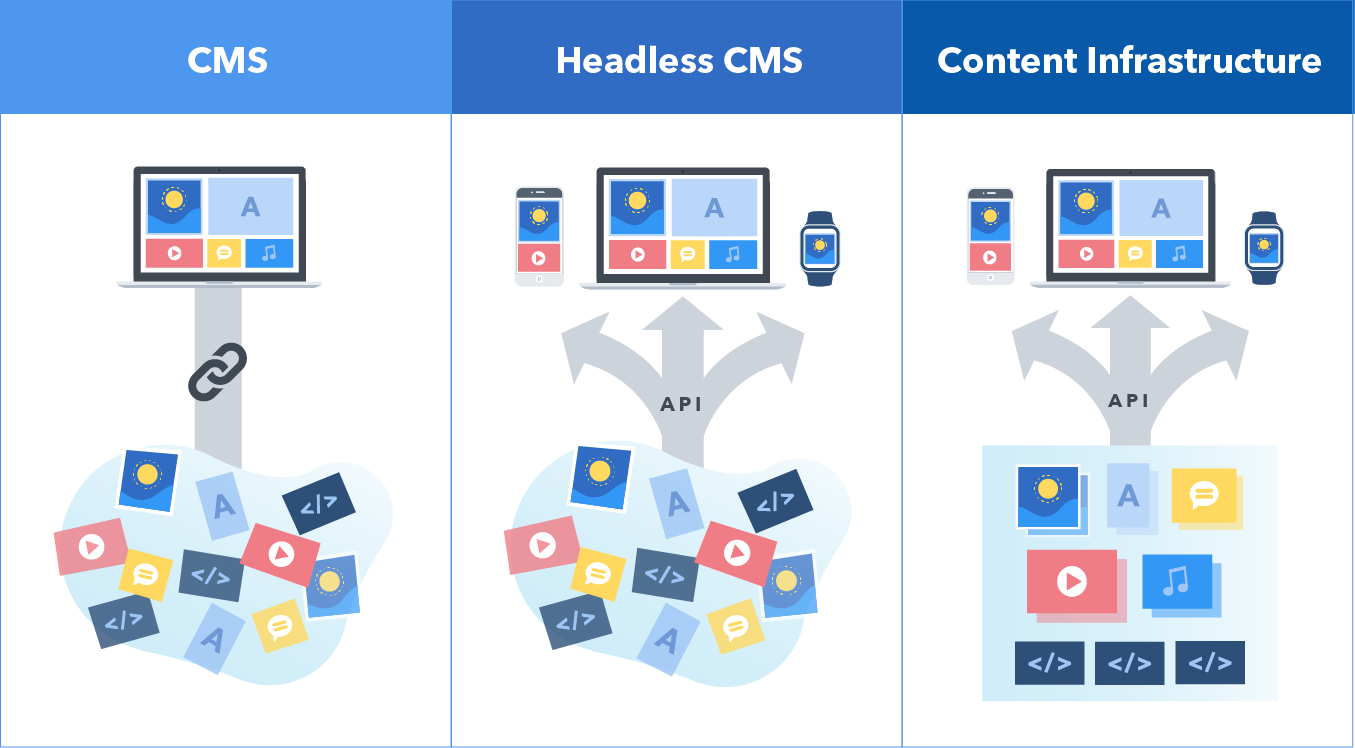 CMS
Headless CMS
Content Infrastructure
A
A
A
API
API
A
</>
</>
</>
A
A
</>
</>
</>
A
A
</> </> </>